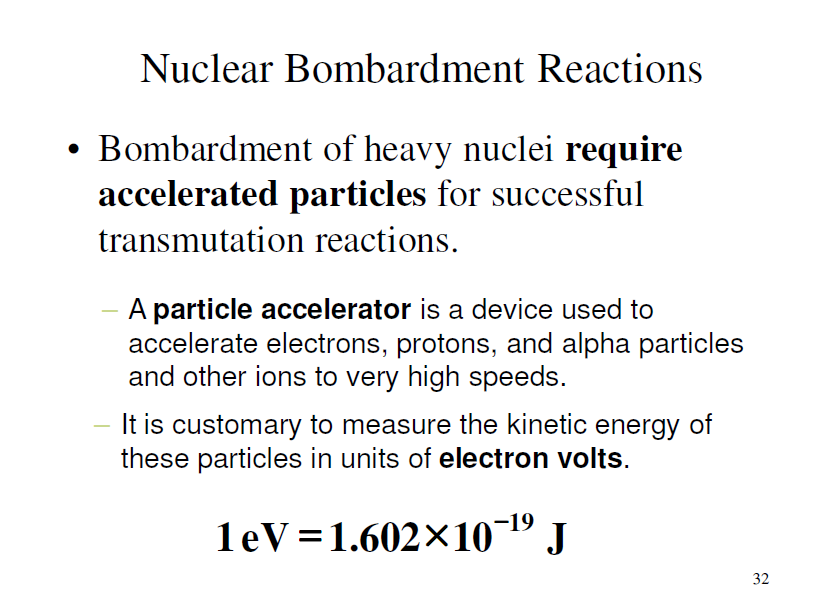 Nuclear Bombardment Reactions
• Bombardment of heavy nuclei require
accelerated particles for successful
transmutation reactions.
– A particle accelerator is a device used to
accelerate electrons, protons, and alpha particles
and other ions to very high speeds.
– It is customary to measure the kinetic energy of
these particles in units of electron volts.
1 eV = 1.602×10⁻¹⁹ J
32